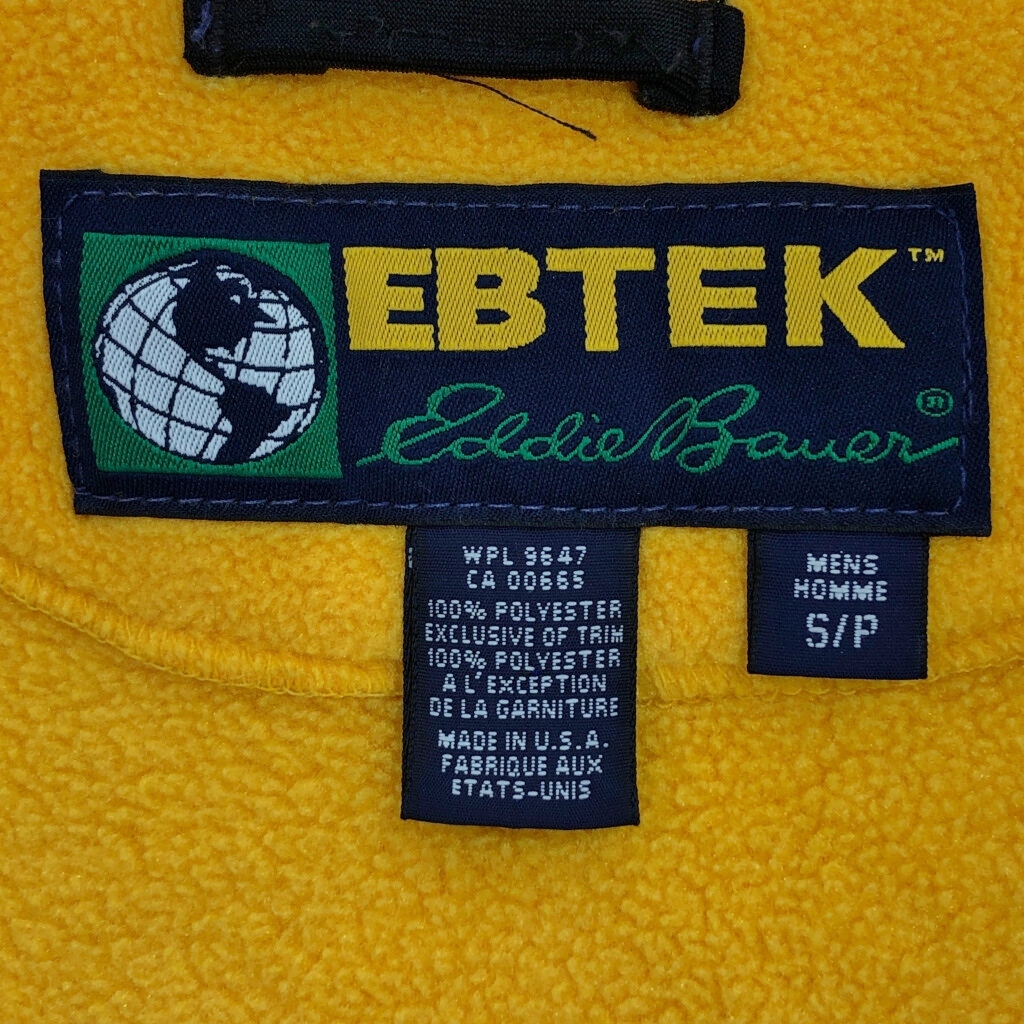 EBTEK™
Eddie Bauer®
WPL 9647
CA 00665
100% POLYESTER
EXCLUSIVE OF TRIM
100% POLYESTER
A L'EXCEPTION
DE LA GARNITURE
MADE IN U.S.A.
FABRIQUE AUX
ETATS-UNIS
MENS
HOMME
S/P